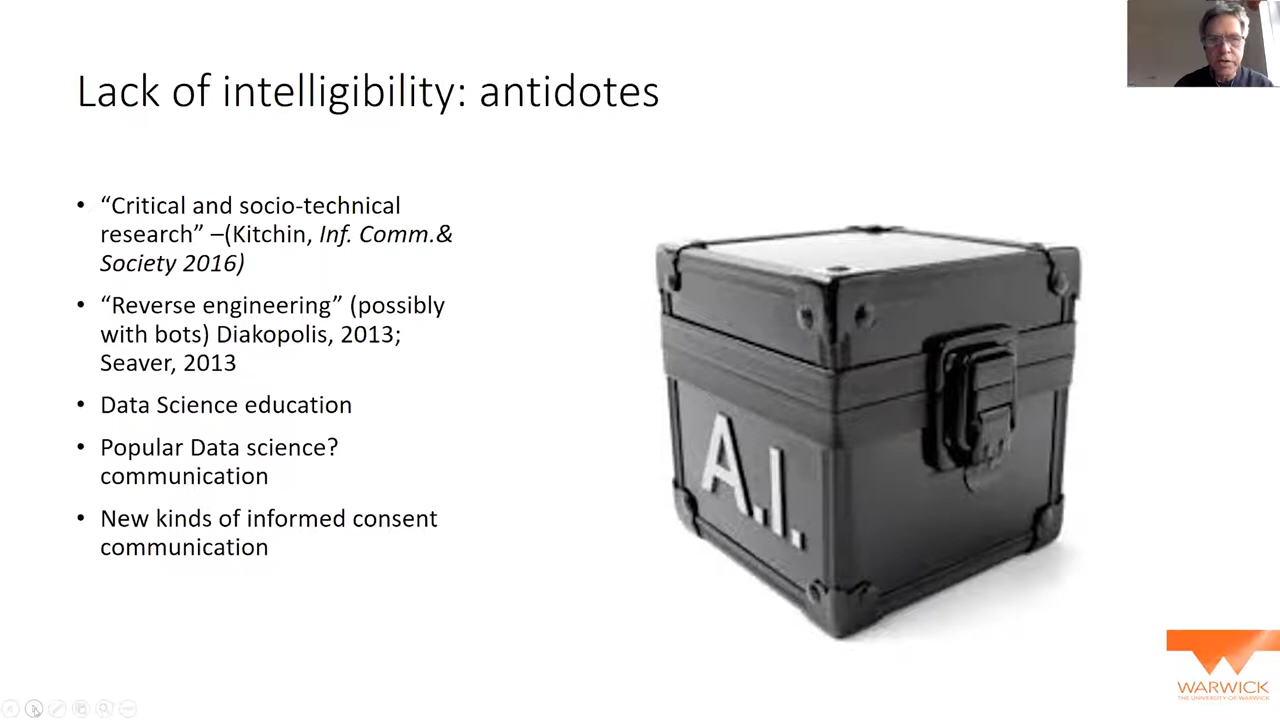 Lack of intelligibility: antidotes
• “Critical and socio-technical
research” –(Kitchin, Inf. Comm.&
Society 2016)
• “Reverse engineering” (possibly
with bots) Diakopolis, 2013;
Seaver, 2013
• Data Science education
• Popular Data science?
communication
• New kinds of informed consent
communication
A.I.
WARWICK
THE UNIVERSITY OF WARWICK